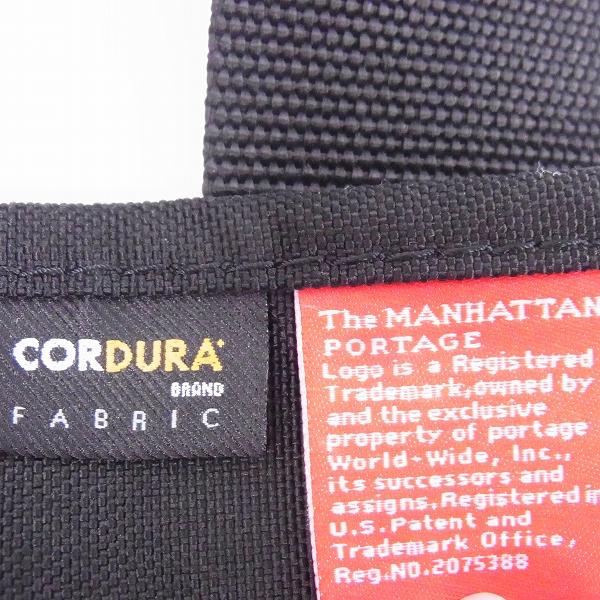 CORDURA
BRAND
FABRIC
The MANHATTAN
PORTAGE
Logo is a Registered
Trademark,owned by
and the exclusive
property of portage
World-Wide, Inc.,
its successors and
assigns.Registered in
U.S.Patent and
Trademark Office,
Reg.NO.2075388